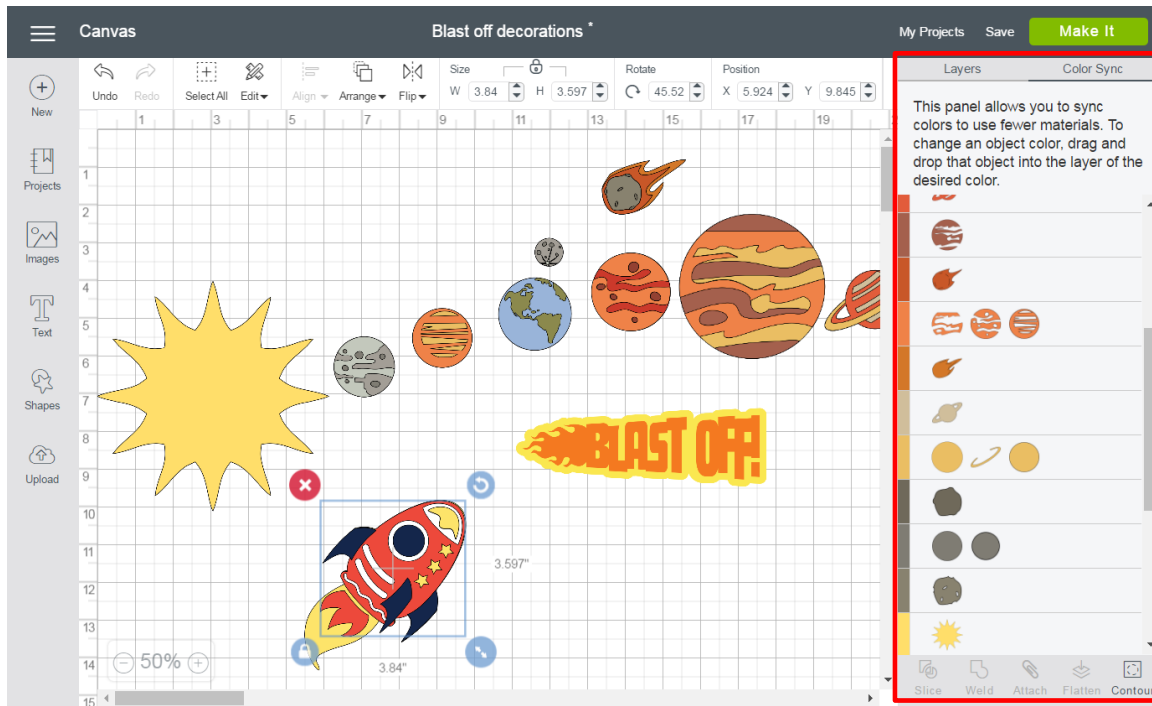 Canvas
Blast off decorations *
My Projects Save Make It
New
Projects
Images
Text
Shapes
Upload
Undo Redo Select All Edit Align Arrange Flip
Size
W 3.84 H 3.597
Rotate
45.52
Position
X 5.924 Y 9.845
1 3 5 7 9 11 13 15 17 19
1
2
3
4
5
6
7
8
9
10
11
12
13
14
15
BLAST OFF!
3.597"
3.84"
50%
Layers Color Sync
This panel allows you to sync
colors to use fewer materials. To
change an object color, drag and
drop that object into the layer of the
desired color.
Slice Weld Attach Flatten Contour